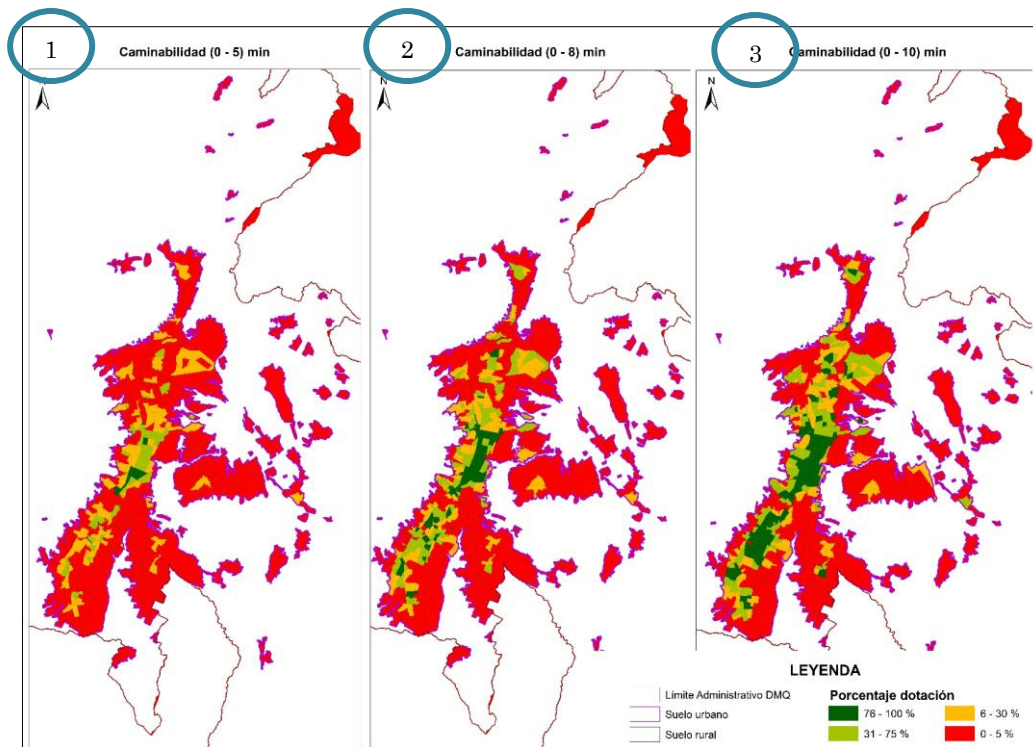 1
Caminabilidad (0 - 5) min
2
Caminabilidad (0 - 8) min
3
Caminabilidad (0 - 10) min
N
N
N
LEYENDA
Límite Administrativo DMQ
Suelo urbano
Suelo rural
Porcentaje dotación
76 - 100 %
6 - 30 %
31 - 75 %
0 - 5 %